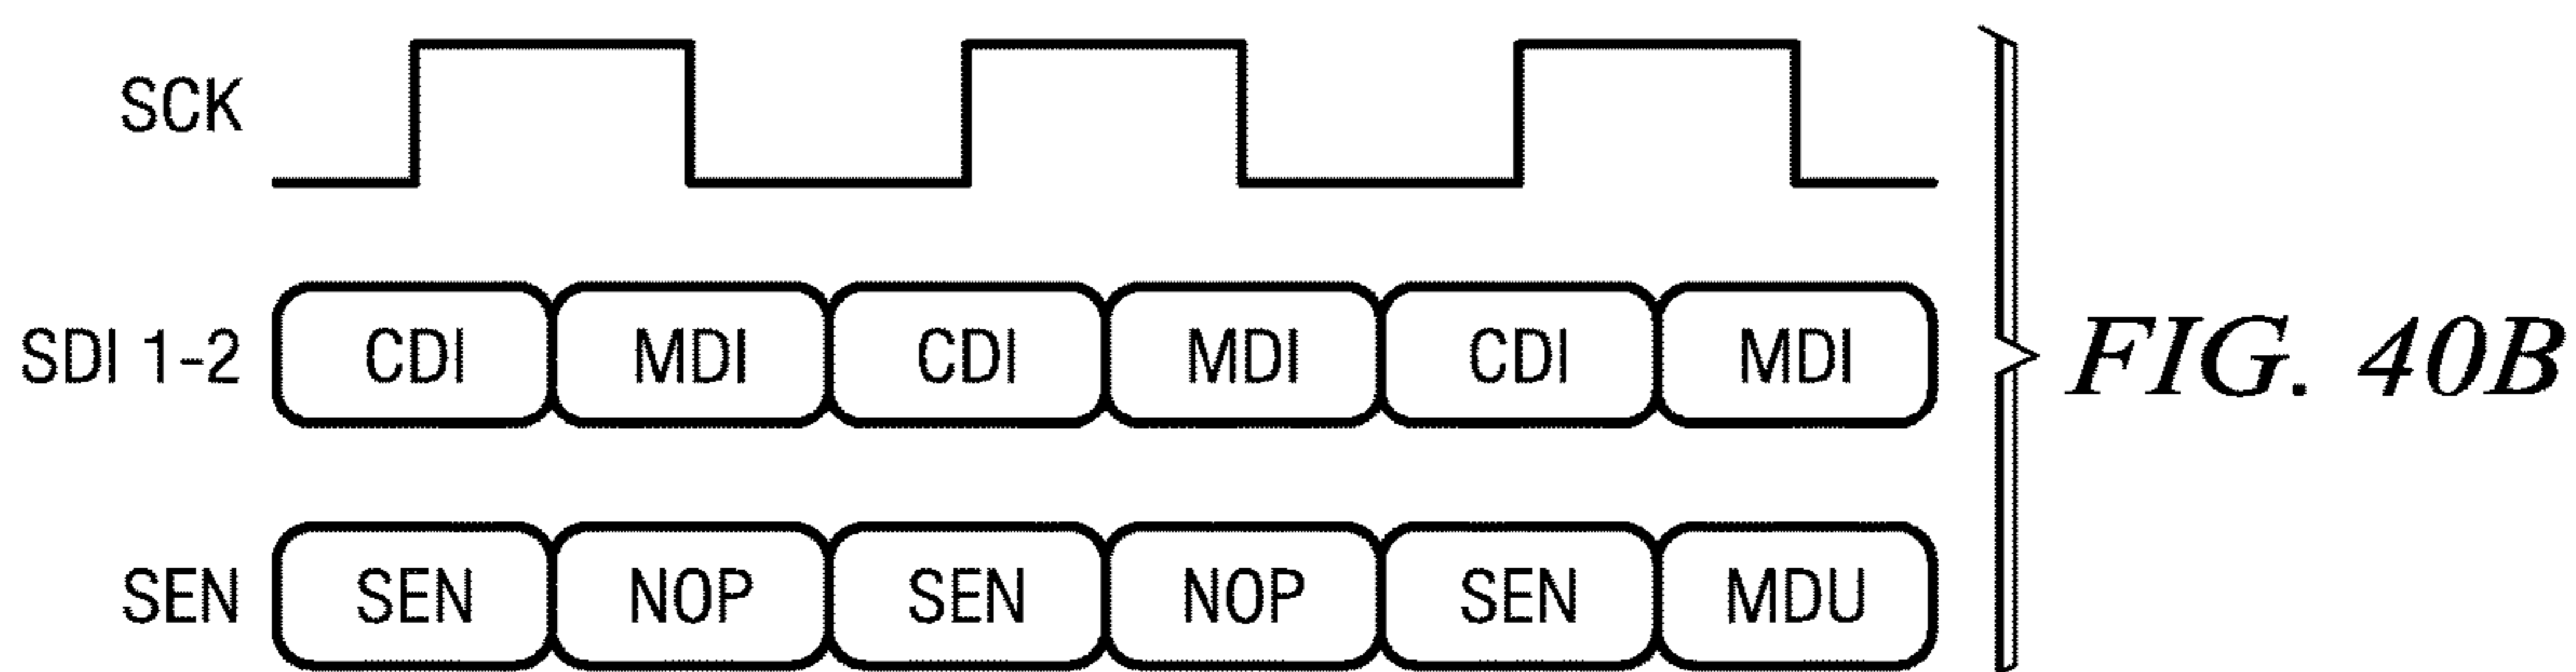 SCK
SDI 1-2 CDI MDI CDI MDI CDI MDI
SEN SEN NOP SEN NOP SEN MDU
FIG. 40B